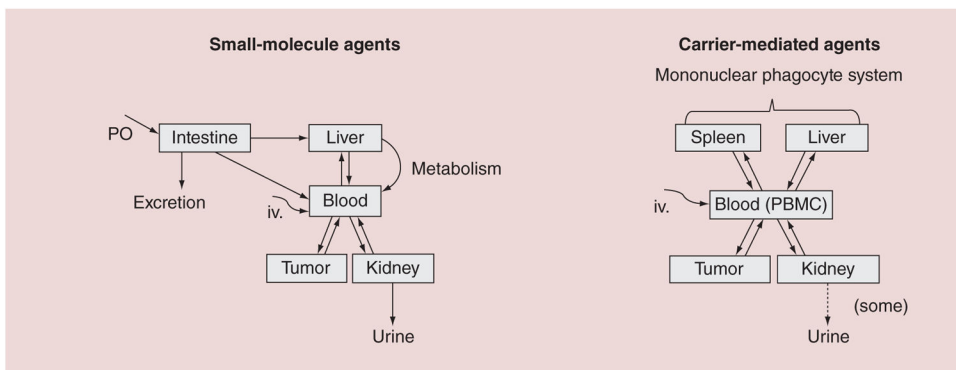 Small-molecule agents
PO
Intestine
Liver
Metabolism
Excretion
iv.
Blood
Tumor
Kidney
Urine
Carrier-mediated agents
Mononuclear phagocyte system
Spleen
Liver
iv.
Blood (PBMC)
Tumor
Kidney
(some)
Urine